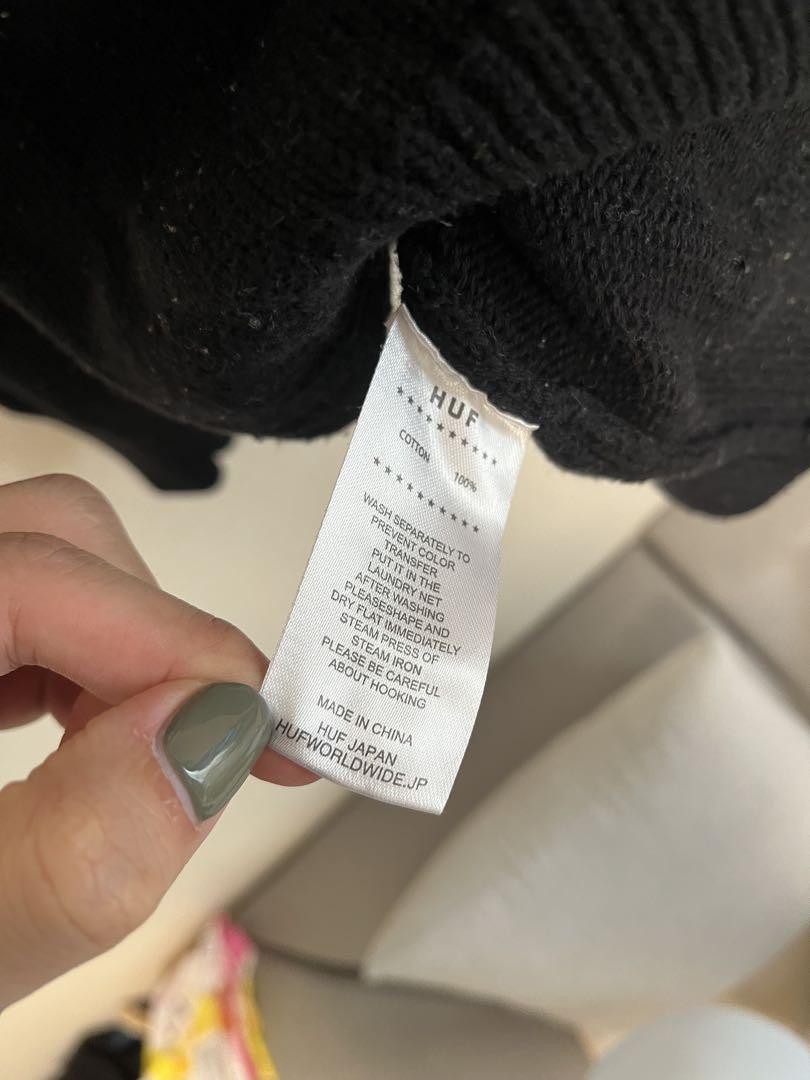 HUF
★★★★★★★★★★
COTTON 100%
★★★★★★★★★★
WASH SEPARATELY TO
PREVENT COLOR
TRANSFER
PUT IT IN THE
LAUNDRY NET
AFTER WASHING
PLEASESHAPE AND
DRY FLAT IMMEDIATELY
STEAM PRESS OF
STEAM IRON
PLEASE BE CAREFUL
ABOUT HOOKING
MADE IN CHINA
HUF JAPAN
HUFWORLDWIDE.JP